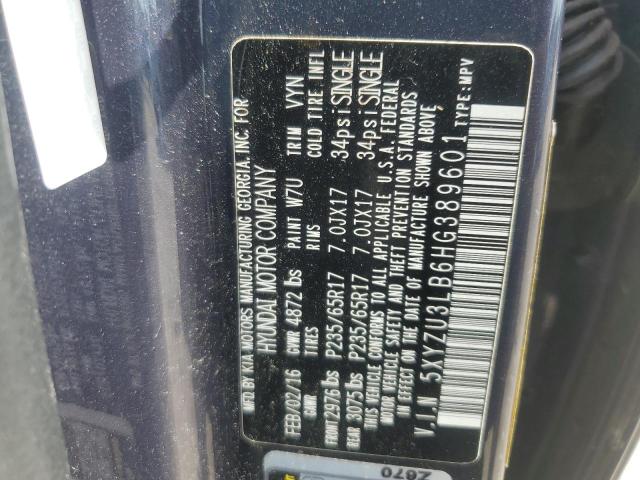 MFG BY KIA MOTORS MANUFACTURING GEORGIA, INC. FOR
HYUNDAI MOTOR COMPANY
FEB/02/16 GVWR 4872 lbs PAINT W7U TRIM VYN
GAWR TIRES RIMS COLD TIRE INFL
FRONT 2976 lbs P235/65R17 7.0JX17 34psi SINGLE
REAR 3075 lbs P235/65R17 7.0JX17 34psi SINGLE
THIS VEHICLE CONFORMS TO ALL APPLICABLE U.S.A. FEDERAL
MOTOR VEHICLE SAFETY AND THEFT PREVENTION STANDARDS
IN EFFECT ON THE DATE OF MANUFACTURE SHOWN ABOVE.
V.I.N 5XYZU3LB6HG389601 TYPE:MPV
Z670